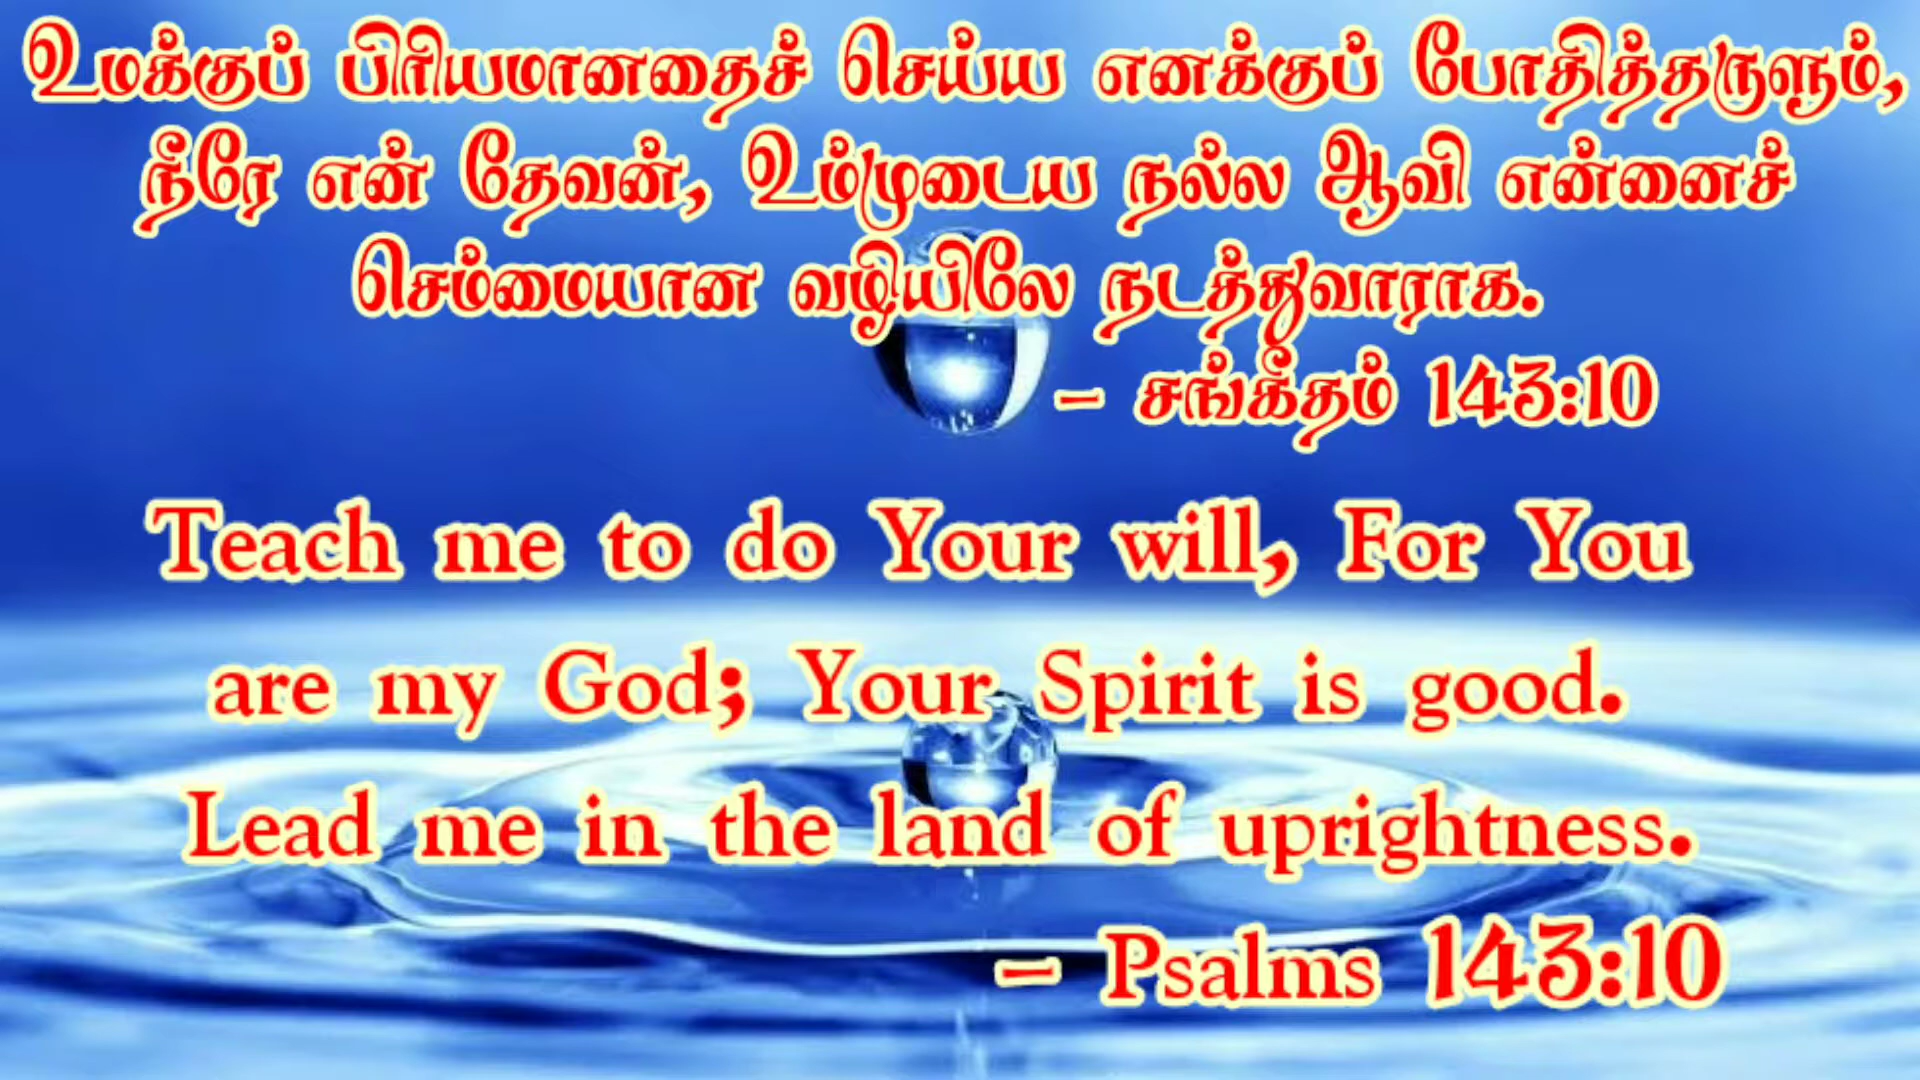 உமக்குப் பிரியமானதைச் செய்ய எனக்குப் போதித்தருளும்,
நீரே என் தேவன், உம்முடைய நல்ல ஆவி என்னைச்
செம்மையான வழியிலே நடத்துவாராக.
- சங்கீதம் 143:10
Teach me to do Your will, For You
are my God; Your Spirit is good.
Lead me in the land of uprightness.
- Psalms 143:10